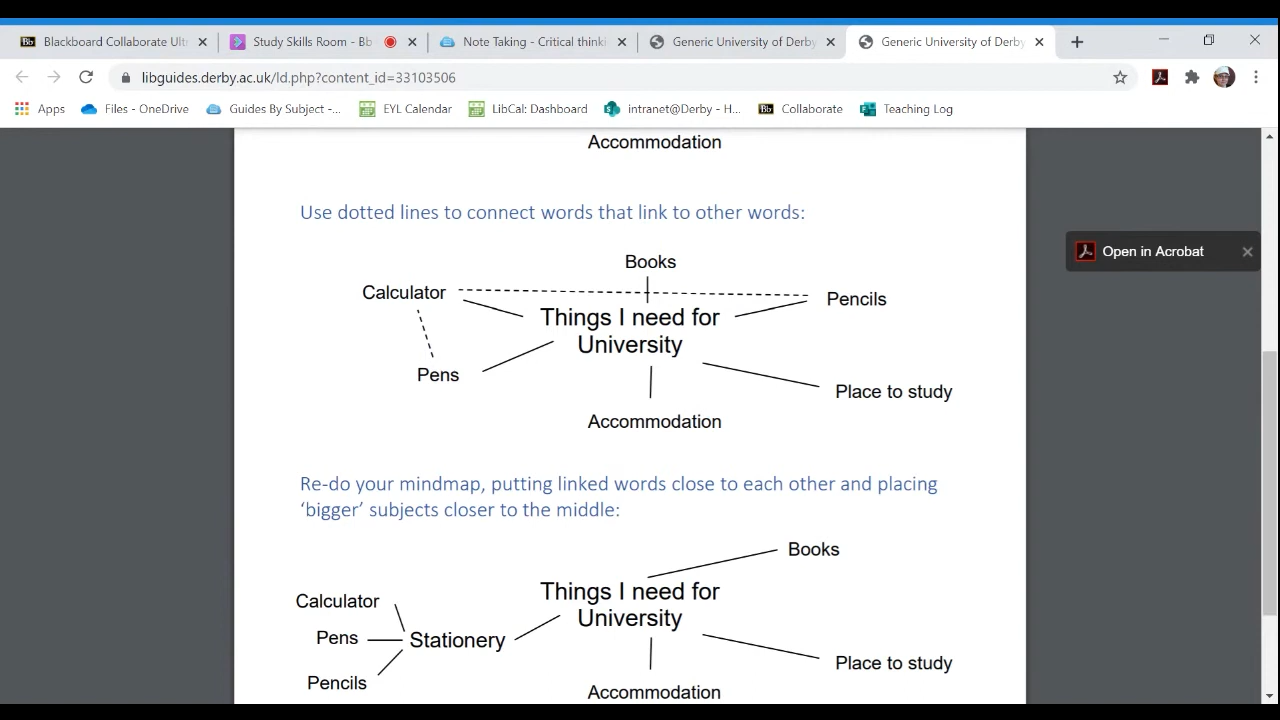 Blackboard Collaborate Ultr
Study Skills Room - Bb
Note Taking - Critical thinki
Generic University of Derby
Generic University of Derby
libguides.derby.ac.uk/ld.php?content_id=33103506
Apps
Files - OneDrive
Guides By Subject -...
EYL Calendar
LibCal: Dashboard
intranet@Derby - H...
Bb
Collaborate
Teaching Log
Accommodation
Use dotted lines to connect words that link to other words:
Open in Acrobat
Books
Calculator
Pencils
Things I need for
University
Pens
Place to study
Accommodation
Re-do your mindmap, putting linked words close to each other and placing
‘bigger’ subjects closer to the middle:
Books
Things I need for
University
Calculator
Pens
Stationery
Pencils
Place to study
Accommodation